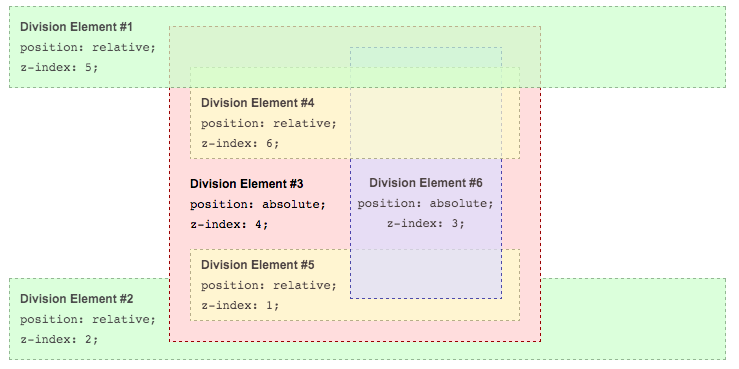 Division Element #1
position: relative;
z-index: 5;
Division Element #4
position: relative;
z-index: 6;
Division Element #3
position: absolute;
z-index: 4;
Division Element #6
position: absolute;
z-index: 3;
Division Element #5
position: relative;
z-index: 1;
Division Element #2
position: relative;
z-index: 2;